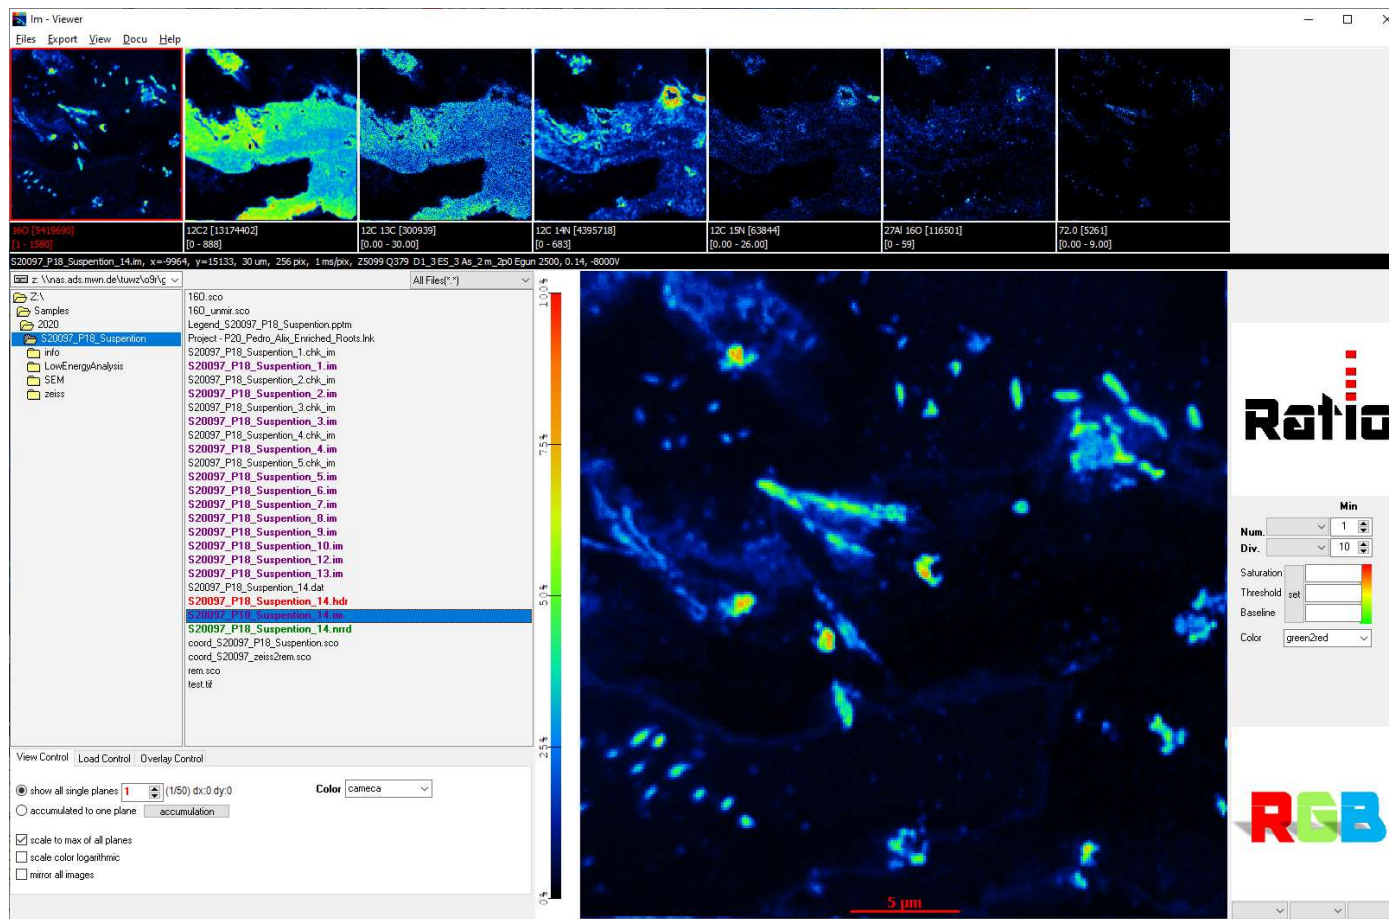 Im - Viewer
Files Export View Docu Help
16O [5419690]
[1 - 1580]
12C2 [13174402]
[0 - 888]
12C 13C [300939]
[0.00 - 30.00]
12C 14N [4395718]
[0 - 683]
12C 15N [63844]
[0.00 - 26.00]
27Al 16O [116501]
[0 - 59]
72.0 [5261]
[0.00 - 9.00]
S20097_P18_Suspention_14.im, x=-9964, y=15133, 30 um, 256 pix, 1 ms/pix, Z5099 Q379 D1_3 ES_3 As_2 m_2p0 Egun 2500, 0.14, -8000V
z: \\nas.ads.mwn.de\tuwz\o9r\g
All Files(*.*)
Z:\
Samples
2020
S20097_P18_Suspention
info
LowEnergyAnalysis
SEM
zeiss
16O.sco
16O_unmir.sco
Legend_S20097_P18_Suspention.pptm
Project - P20_Pedro_Alix_Enriched_Roots.lnk
S20097_P18_Suspention_1.chk_im
S20097_P18_Suspention_1.im
S20097_P18_Suspention_2.chk_im
S20097_P18_Suspention_2.im
S20097_P18_Suspention_3.chk_im
S20097_P18_Suspention_3.im
S20097_P18_Suspention_4.chk_im
S20097_P18_Suspention_4.im
S20097_P18_Suspention_5.chk_im
S20097_P18_Suspention_5.im
S20097_P18_Suspention_6.im
S20097_P18_Suspention_7.im
S20097_P18_Suspention_8.im
S20097_P18_Suspention_9.im
S20097_P18_Suspention_10.im
S20097_P18_Suspention_12.im
S20097_P18_Suspention_13.im
S20097_P18_Suspention_14.dat
S20097_P18_Suspention_14.hdr
S20097_P18_Suspention_14.im
S20097_P18_Suspention_14.nrrd
coord_S20097_P18_Suspention.sco
coord_S20097_zeiss2rem.sco
rem.sco
test.tif
100%
75%
50%
25%
0%
5 µm
Ratio
Min
Num. 1
Div. 10
Saturation
Threshold set
Baseline
Color green2red
RGB
View Control Load Control Overlay Control
show all single planes 1 (1/50) dx:0 dy:0
Color cameca
accumulated to one plane accumulation
scale to max of all planes
scale color logarithmic
mirror all images